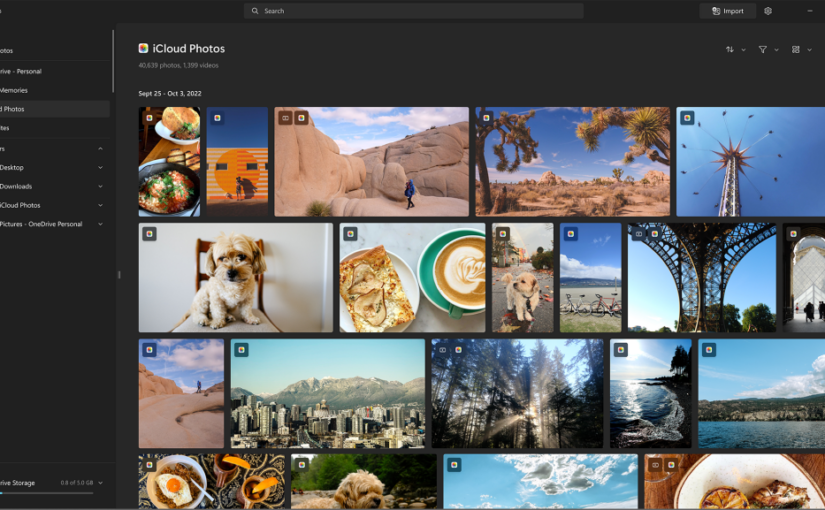 Search
Import
iCloud Photos
40,639 photos, 1,399 videos
Sept 25 - Oct 3, 2022
otos
rive - Personal
Memories
d Photos
ites
rs
Desktop
Downloads
iCloud Photos
Pictures - OneDrive Personal
rive Storage
0.8 of 5.0 GB